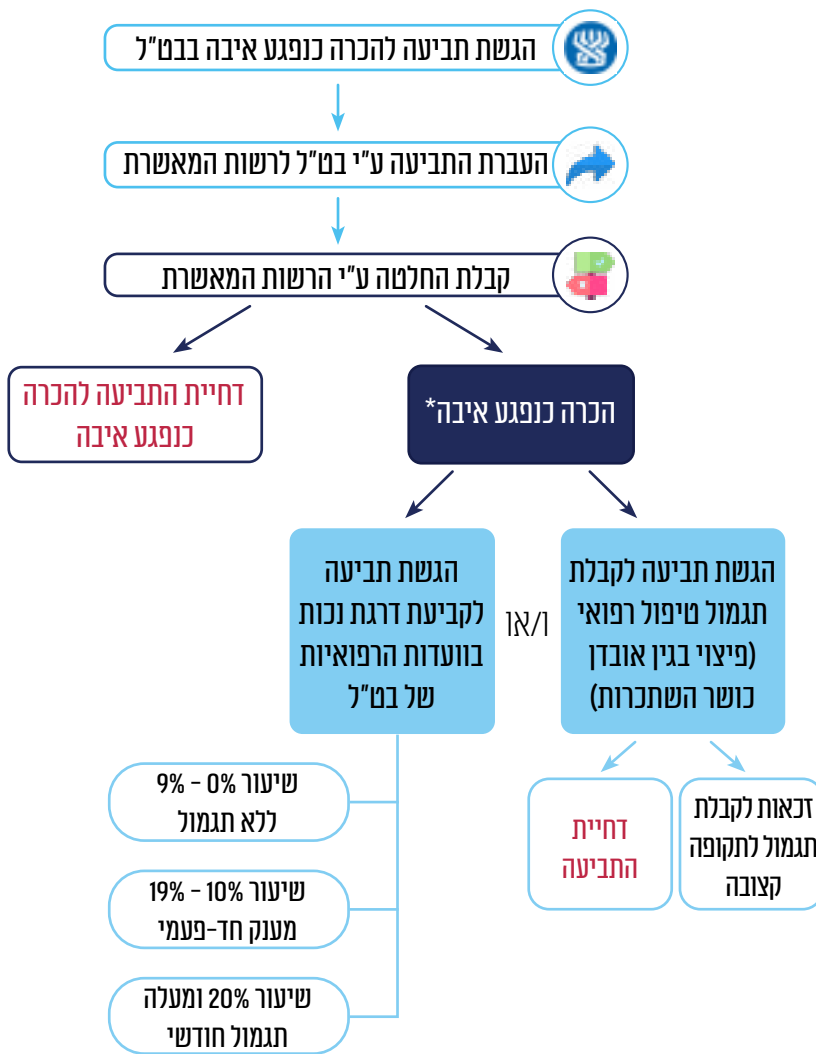 הגשת תביעה להכרה כנפגע איבה בבט"ל
העברת התביעה ע"י בט"ל לרשות המאשרת
קבלת החלטה ע"י הרשות המאשרת
הכרה כנפגע איבה*
דחיית התביעה להכרה
כנפגע איבה
הגשת תביעה לקבלת
תגמול טיפול רפואי
(פיצוי בגין אובדן
כושר השתכרות)
ו/או
הגשת תביעה
לקביעת דרגת נכות
בוועדות הרפואיות
של בט"ל
זכאות לקבלת
תגמול לתקופה
קצובה
דחיית
התביעה
שיעור 0% - 9%
ללא תגמול
שיעור 10% - 19%
מענק חד-פעמי
שיעור 20% ומעלה
תגמול חודשי